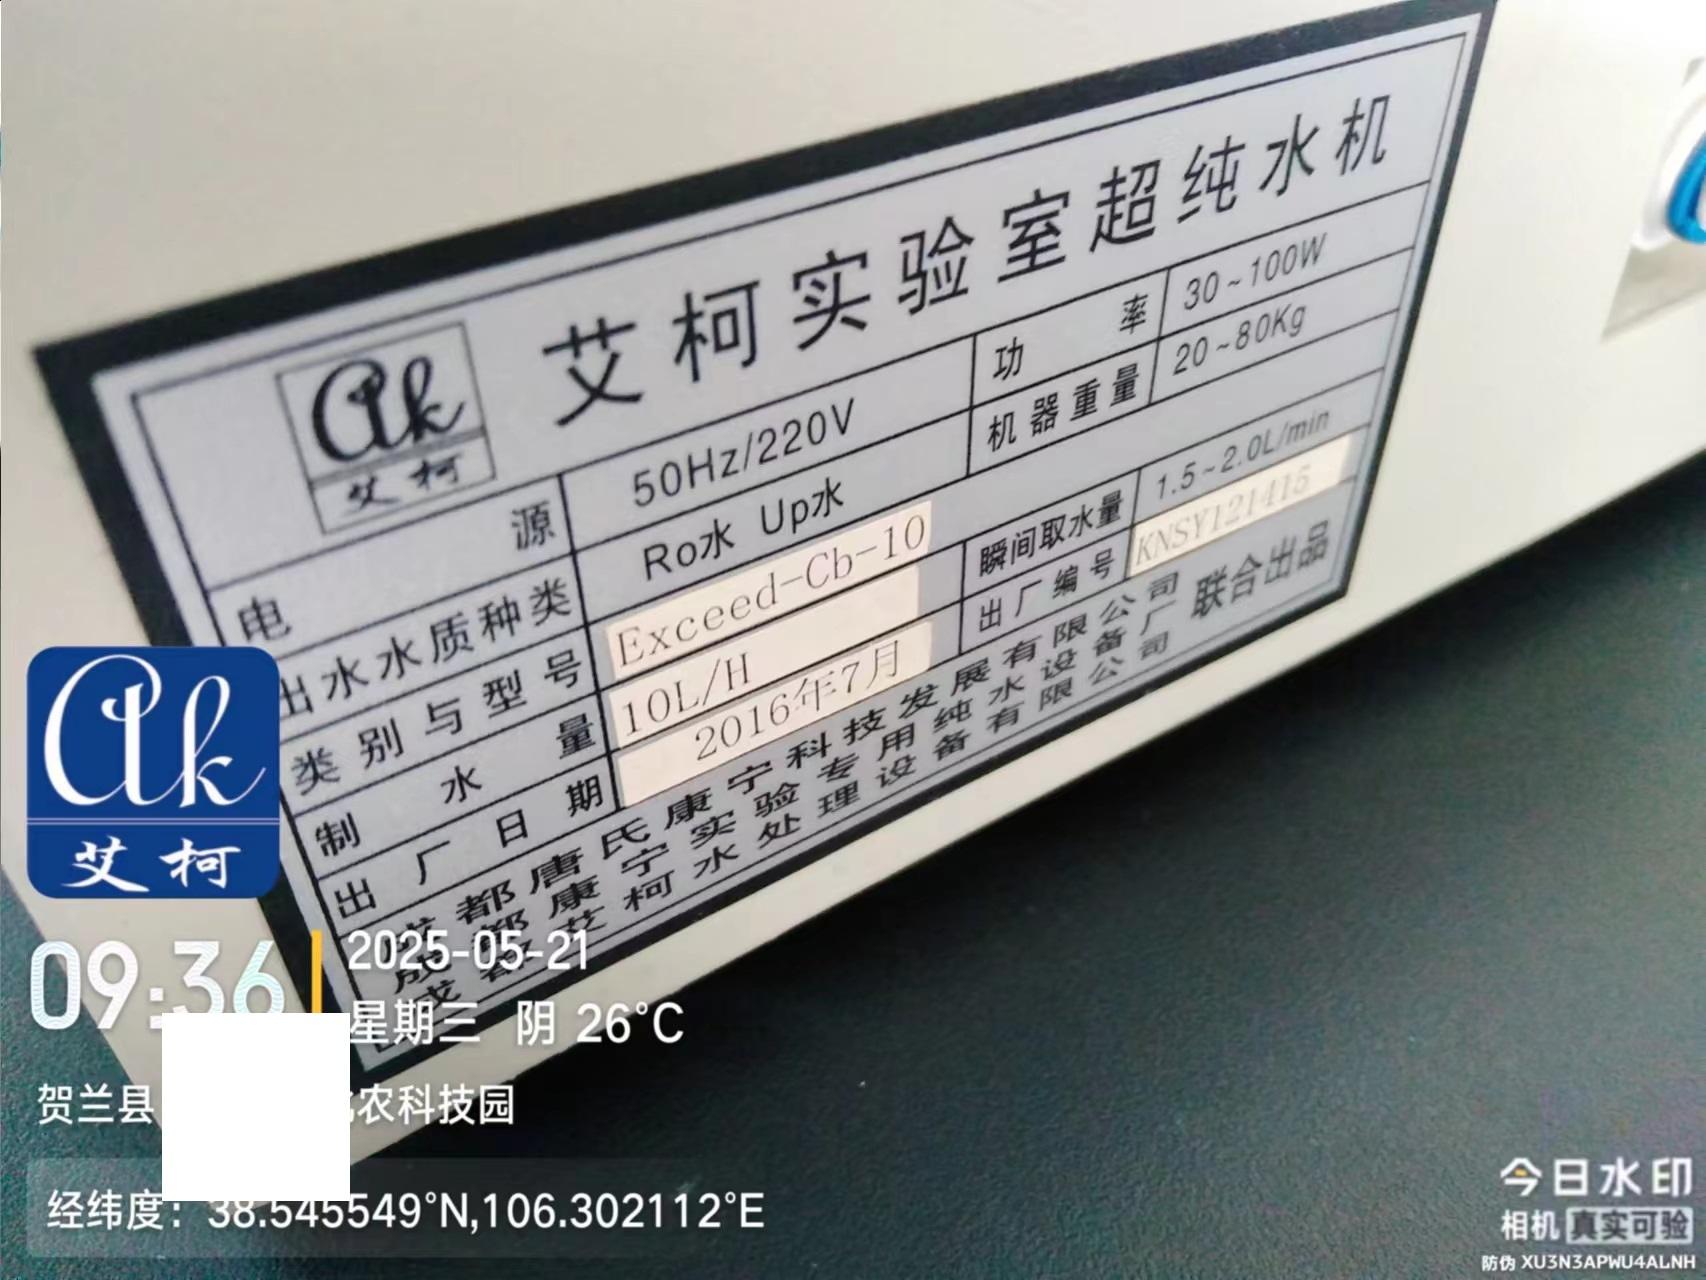 Ak
艾柯
艾柯实验室超纯水机
电源 50Hz/220V 功率 30~100W
出水水质种类 Ro水 Up水 机器重量 20~80Kg
类别与型号 Exceed-Cb-10
制水量 10L/H 瞬间取水量 1.5~2.0L/min
出厂日期 2016年7月 出厂编号 KNSY121415
成都唐氏康宁科技发展有限公司
成都康宁实验专用纯水设备厂 联合出品
成都艾柯水处理设备有限公司
Ak
艾柯
09:36
2025-05-21
星期三 阴 26°C
贺兰县 农科技园
经纬度: 38.545549°N,106.302112°E
今日水印
相机 真实可验
防伪 XU3N3APWU4ALNH